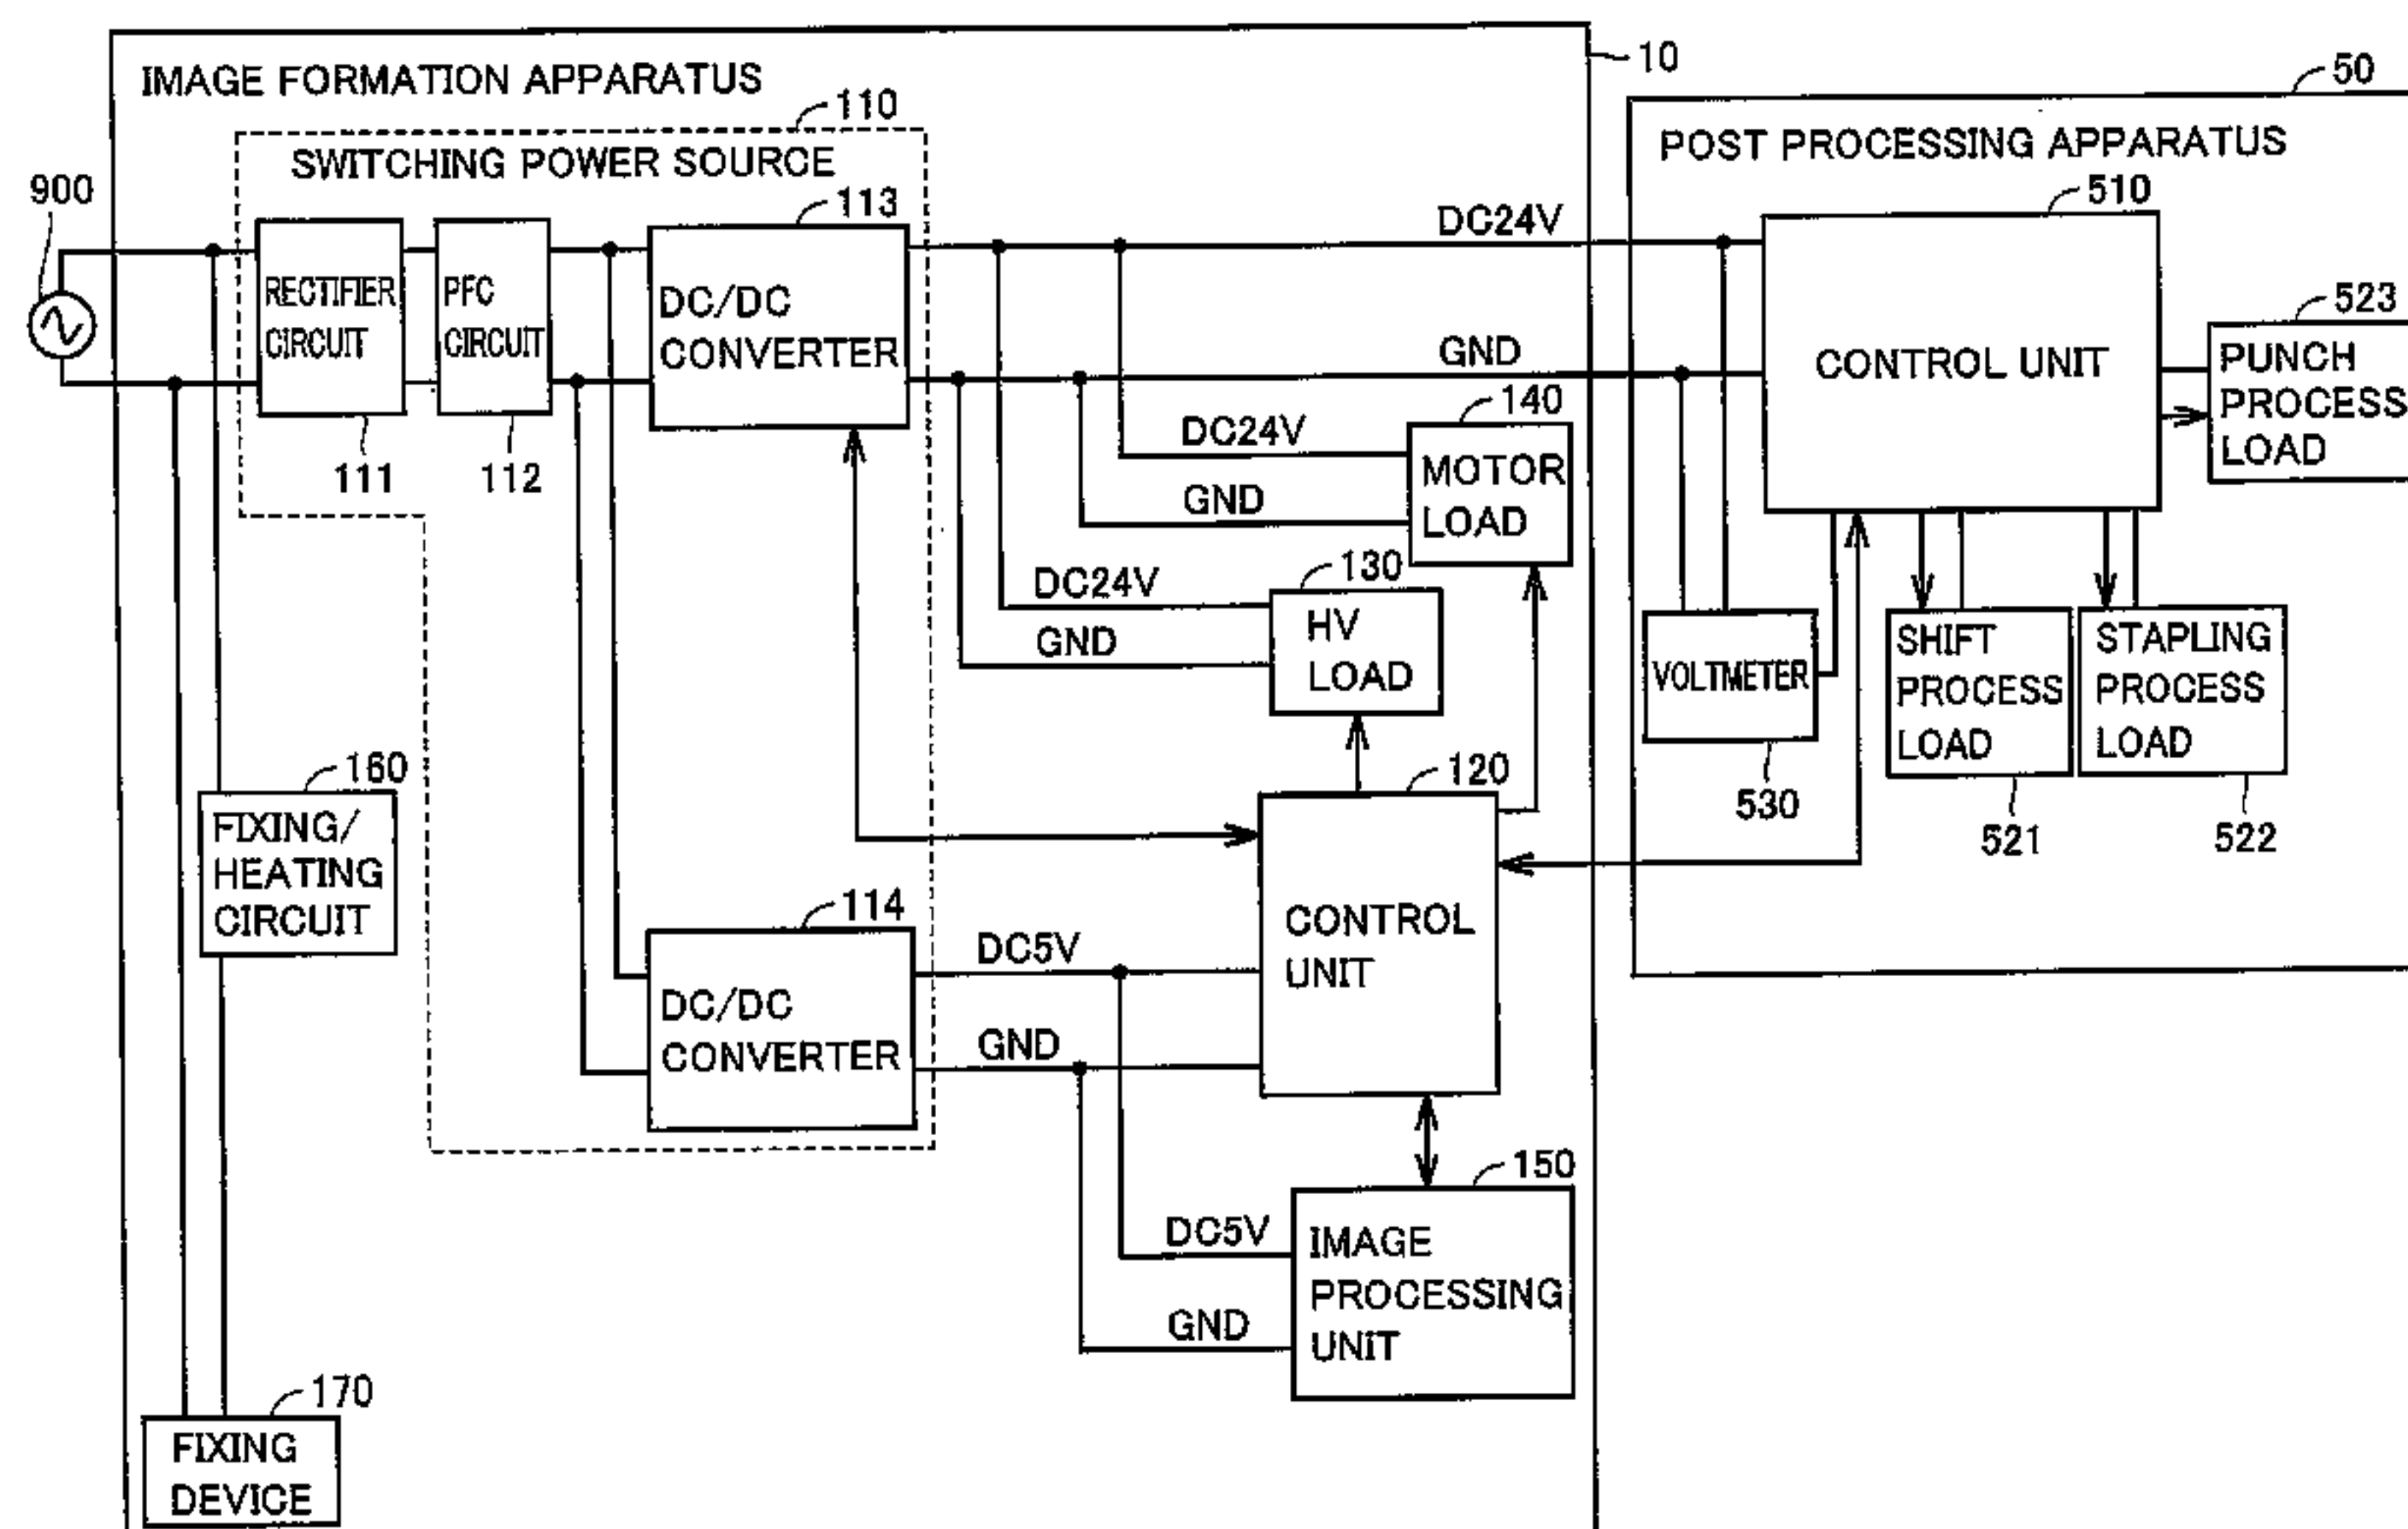 10
IMAGE FORMATION APPARATUS
50
110
POST PROCESSING APPARATUS
SWITCHING POWER SOURCE
900
113
510
DC24V
RECTIFIER
CIRCUIT
PFC
CIRCUIT
DC/DC
CONVERTER
523
GND
CONTROL UNIT
PUNCH
PROCESS
LOAD
140
DC24V
111
112
MOTOR
LOAD
GND
130
DC24V
HV
LOAD
GND
SHIFT
PROCESS
LOAD
STAPLING
PROCESS
LOAD
VOLTMETER
160
120
530
521
522
FIXING/
HEATING
CIRCUIT
114
DC5V
CONTROL
UNIT
DC/DC
CONVERTER
GND
150
DC5V
IMAGE
PROCESSING
UNIT
GND
170
FIXING
DEVICE